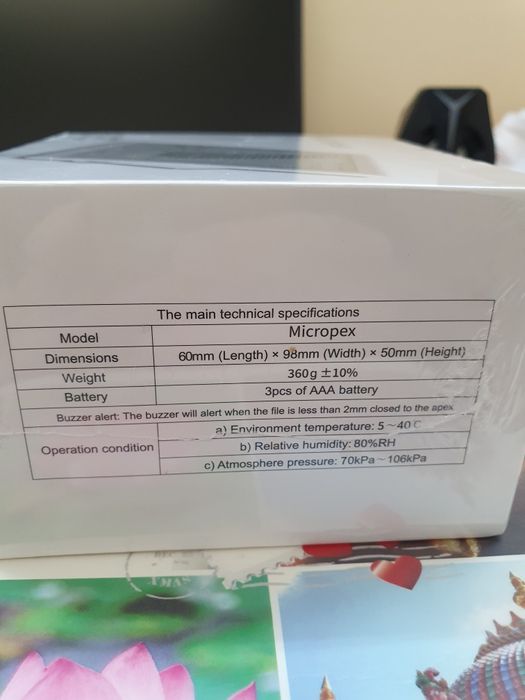 The main technical specifications
Model Micropex
Dimensions 60mm (Length) × 98mm (Width) × 50mm (Height)
Weight 360g ±10%
Battery 3pcs of AAA battery
Buzzer alert: The buzzer will alert when the file is less than 2mm closed to the apex
Operation condition
a) Environment temperature: 5～40 C
b) Relative humidity: 80%RH
c) Atmosphere pressure: 70kPa～106kPa
XMAS